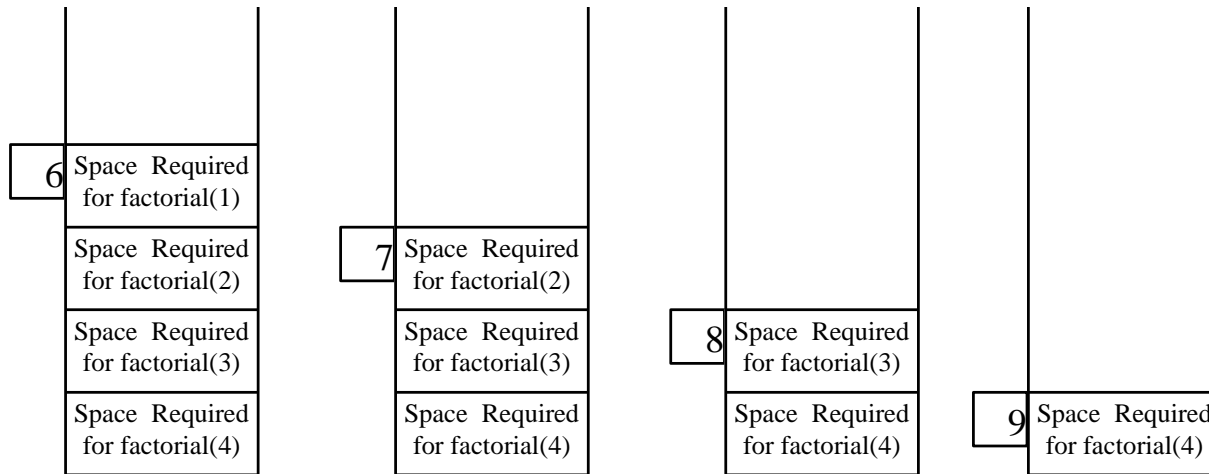 6
Space Required
for factorial(1)
Space Required
for factorial(2)
Space Required
for factorial(3)
Space Required
for factorial(4)
7
Space Required
for factorial(2)
Space Required
for factorial(3)
Space Required
for factorial(4)
8
Space Required
for factorial(3)
Space Required
for factorial(4)
9
Space Required
for factorial(4)